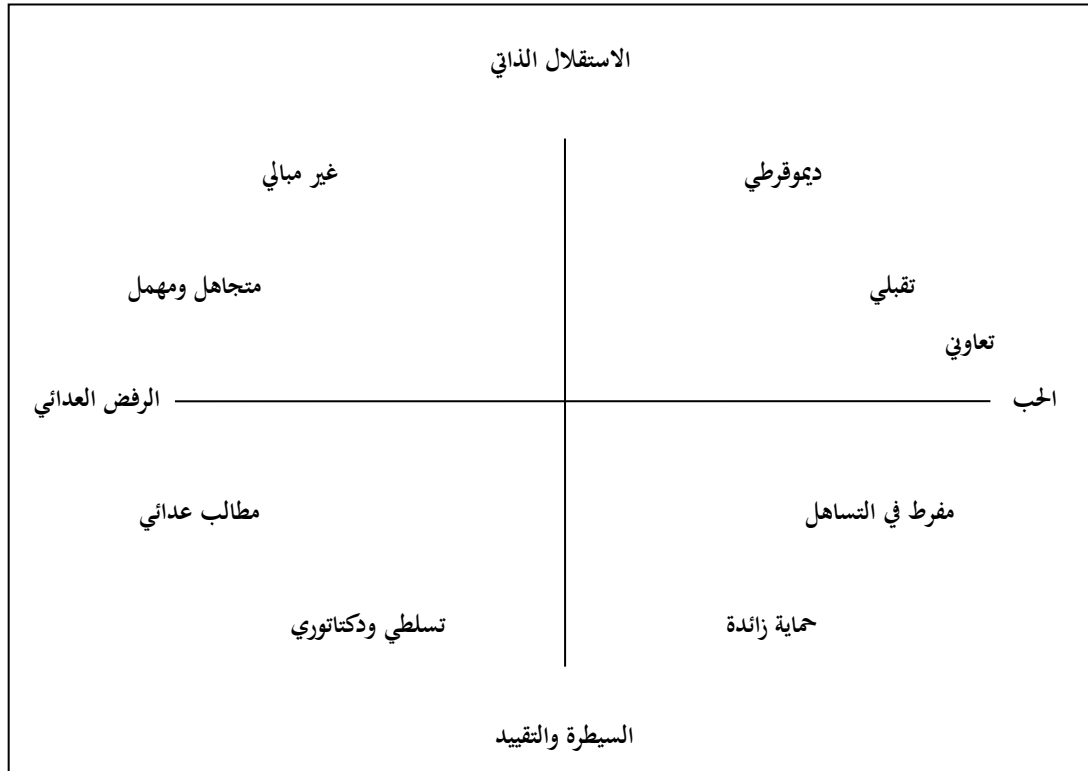 الاستقلال الذاتي
ديموقرطي
غير مبالي
تقبلي
متجاهل ومهمل
تعاوني
الحب
الرفض العدائي
مفرط في التساهل
مطالب عدائي
حماية زائدة
تسلطي ودكتاتوري
السيطرة والتقييد